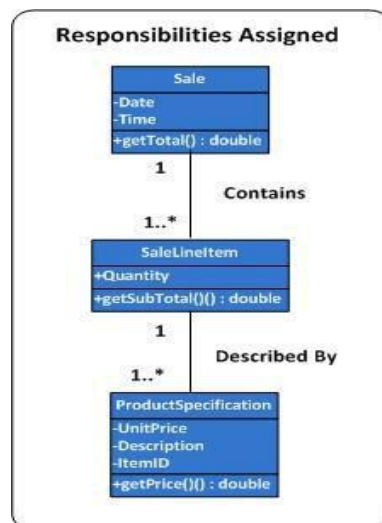 Responsibilities Assigned
Sale
-Date
-Time
+getTotal() : double
1
Contains
1..*
SaleLineItem
+Quantity
+getSubTotal()() : double
1
Described By
1..*
ProductSpecification
-UnitPrice
-Description
-ItemID
+getPrice()() : double